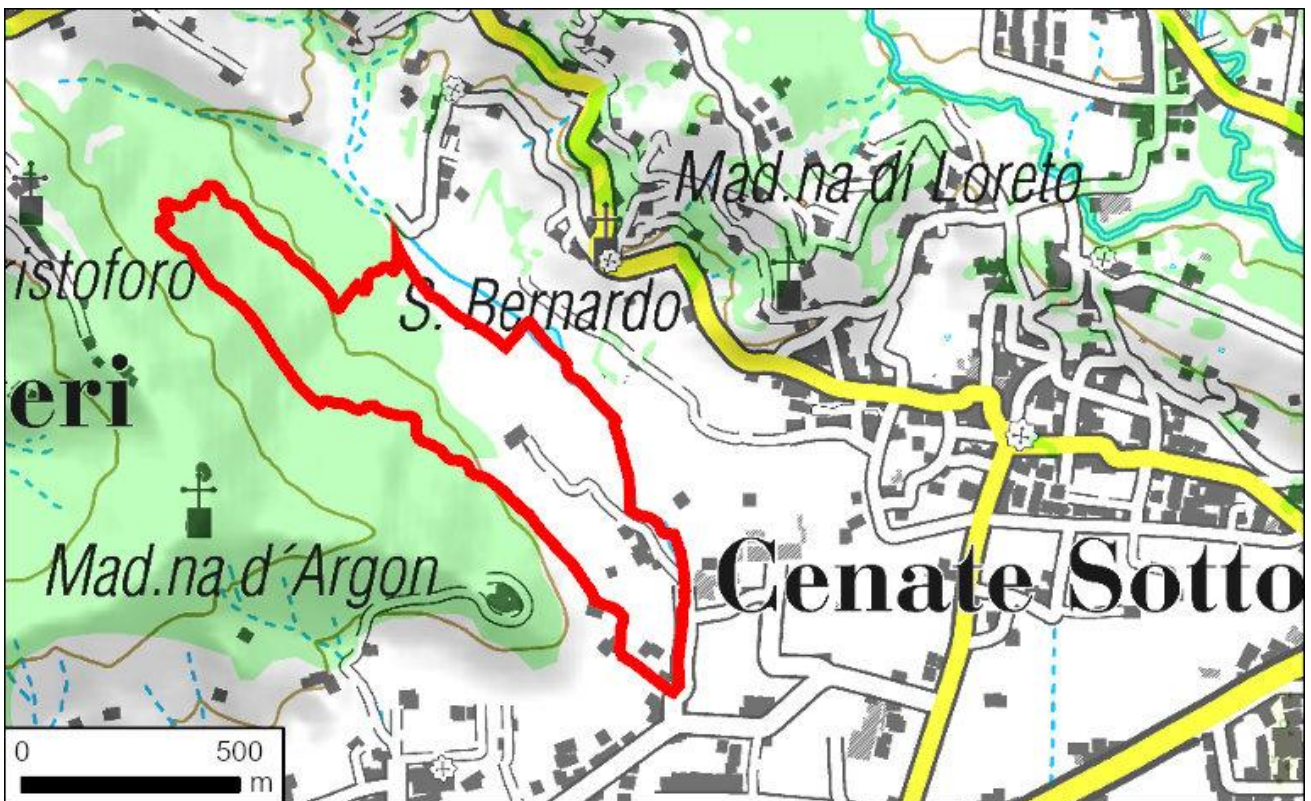 Mad.na di Loreto
ristoforo
S. Bernardo
eri
Mad.na d´Argon
Cenate Sotto
0 500
m